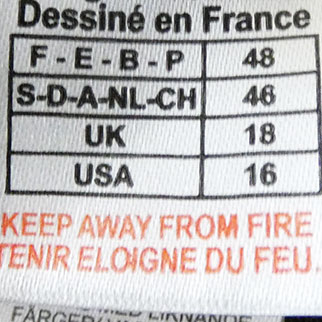 Dessiné en France
F - E - B - P 48
S-D-A-NL-CH 46
UK 18
USA 16
KEEP AWAY FROM FIRE
TENIR ELOIGNE DU FEU.